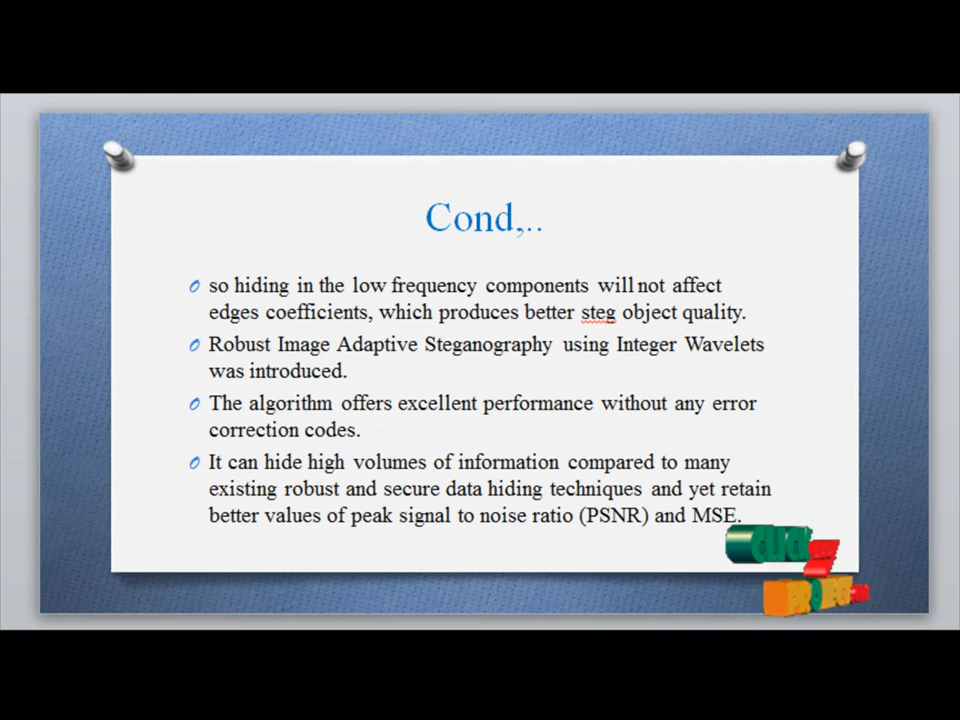 Cond,..
so hiding in the low frequency components will not affect
edges coefficients, which produces better steg object quality.
Robust Image Adaptive Steganography using Integer Wavelets
was introduced.
The algorithm offers excellent performance without any error
correction codes.
It can hide high volumes of information compared to many
existing robust and secure data hiding techniques and yet retain
better values of peak signal to noise ratio (PSNR) and MSE.
CLICK